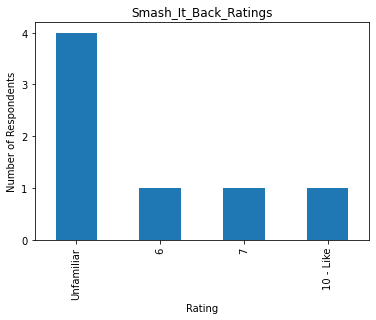 Smash_It_Back_Ratings
Number of Respondents
4
3
2
1
0
Unfamiliar
6
7
10 - Like
Rating